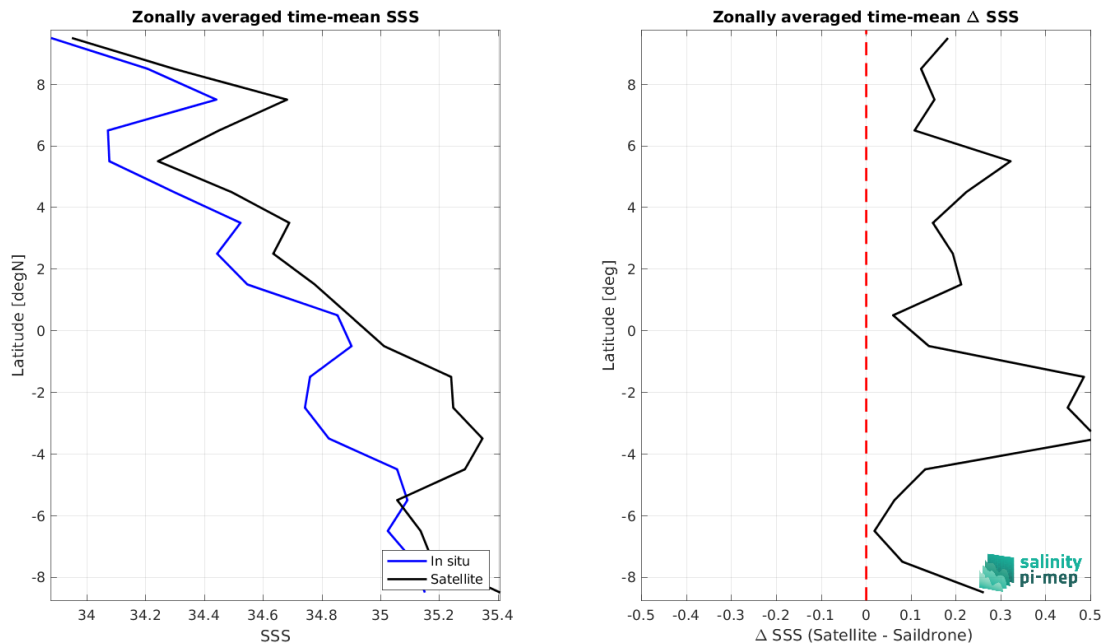 Zonally averaged time-mean SSS
8
6
4
2
0
-2
-4
-6
-8
Latitude [degN]
In situ
Satellite
34 34.2 34.4 34.6 34.8 35 35.2 35.4
SSS
Zonally averaged time-mean Δ SSS
8
6
4
2
0
-2
-4
-6
-8
Latitude [deg]
salinity
pi-mep
-0.5 -0.4 -0.3 -0.2 -0.1 0 0.1 0.2 0.3 0.4 0.5
Δ SSS (Satellite - Saildrone)